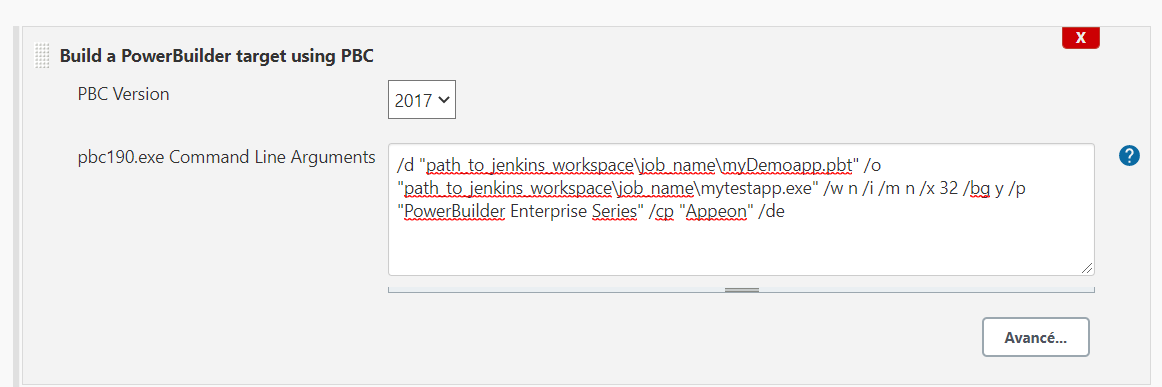 X
Build a PowerBuilder target using PBC
PBC Version
2017
pbc190.exe Command Line Arguments
/d "path_to_jenkins_workspace\job_name\myDemoapp.pbt" /o
"path_to_jenkins_workspace\job_name\mytestapp.exe" /w n /i /m n /x 32 /bg y /p
"PowerBuilder Enterprise Series" /cp "Appeon" /de
?
Avancé...